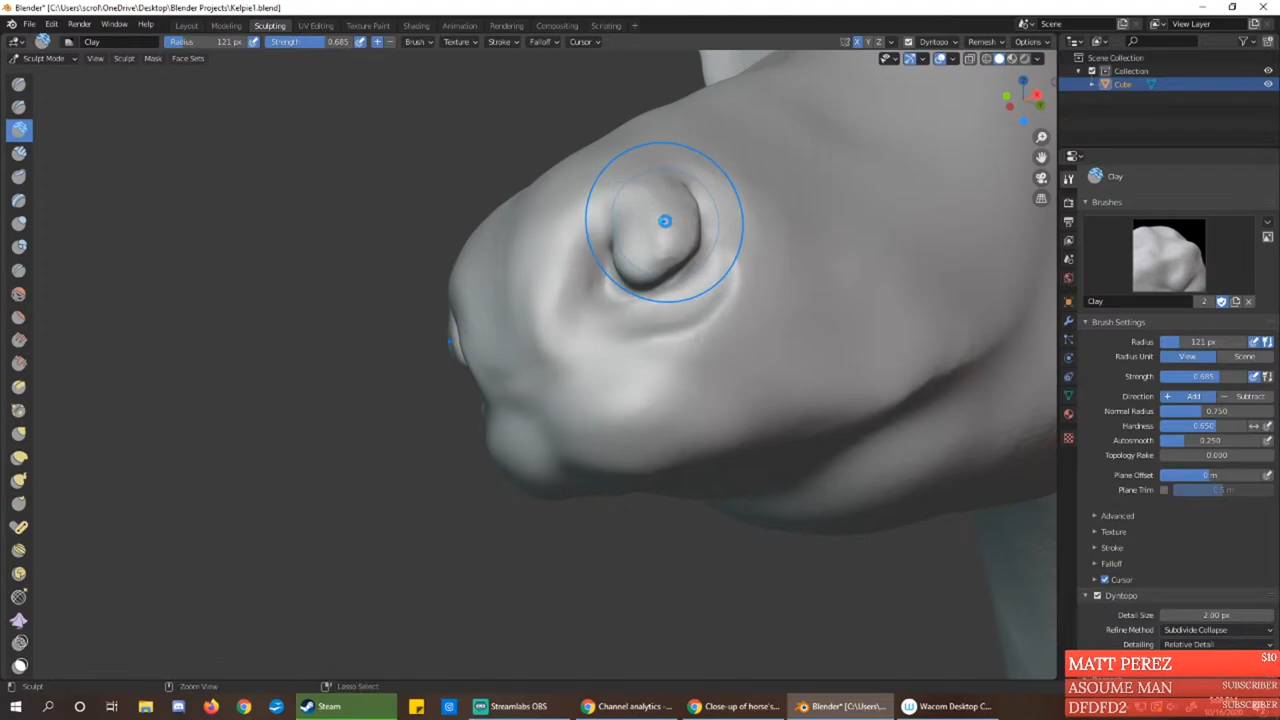 Blender* [C:\Users\scrof\OneDrive\Desktop\Blender Projects\Kelpie1.blend]
File Edit Render Window Help Layout Modeling Sculpting UV Editing Texture Paint Shading Animation Rendering Compositing Scripting + Scene View Layer
Clay Radius 121 px Strength 0.685 Brush Texture Stroke Falloff Cursor X Y Z Dyntopo Remesh Options
Sculpt Mode View Sculpt Mask Face Sets
Scene Collection
Collection
Cube
Clay
Brushes
Clay 2
Brush Settings
Radius 121 px
Radius Unit View Scene
Strength 0.685
Direction + Add − Subtract
Normal Radius 0.750
Hardness 0.650
Autosmooth 0.250
Topology Rake 0.000
Plane Offset 0 m
Plane Trim 0.5 m
Advanced
Texture
Stroke
Falloff
Cursor
Dyntopo
Detail Size 2.00 px
Refine Method Subdivide Collapse
Detailing Relative Detail
MATT PEREZ $10
ASOUME MAN SUBSCRIBER
DFDFD2 SUBSCRIBER
Sculpt Zoom View Lasso Select
Steam Streamlabs OBS Channel analytics -... Close-up of horse's... Blender* [C:\Users\... Wacom Desktop C... 10/16/2020